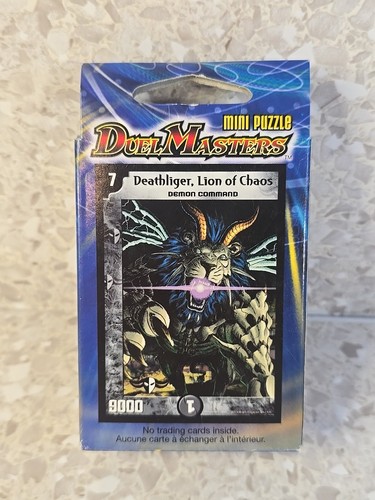 MINI PUZZLE
DUEL MASTERS
TM
7
Deathliger, Lion of Chaos
DEMON COMMAND
9000
1
No trading cards inside.
Aucune carte à échanger à l'intérieur.